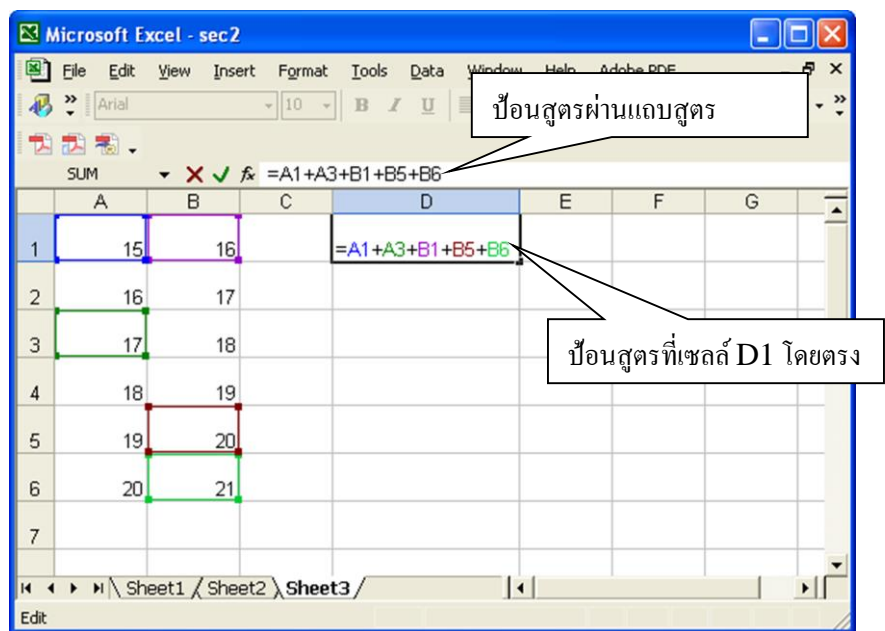 Microsoft Excel - sec2
File Edit View Insert Format Tools Data Window Help Adobe PDF
Arial 10 B I U
ป้อนสูตรผ่านแถบสูตร
SUM fx =A1+A3+B1+B5+B6
A B C D E F G
1 15 16 =A1+A3+B1+B5+B6
2 16 17
3 17 18
ป้อนสูตรที่เซลล์ D1 โดยตรง
4 18 19
5 19 20
6 20 21
7
Sheet1 Sheet2 Sheet3
Edit